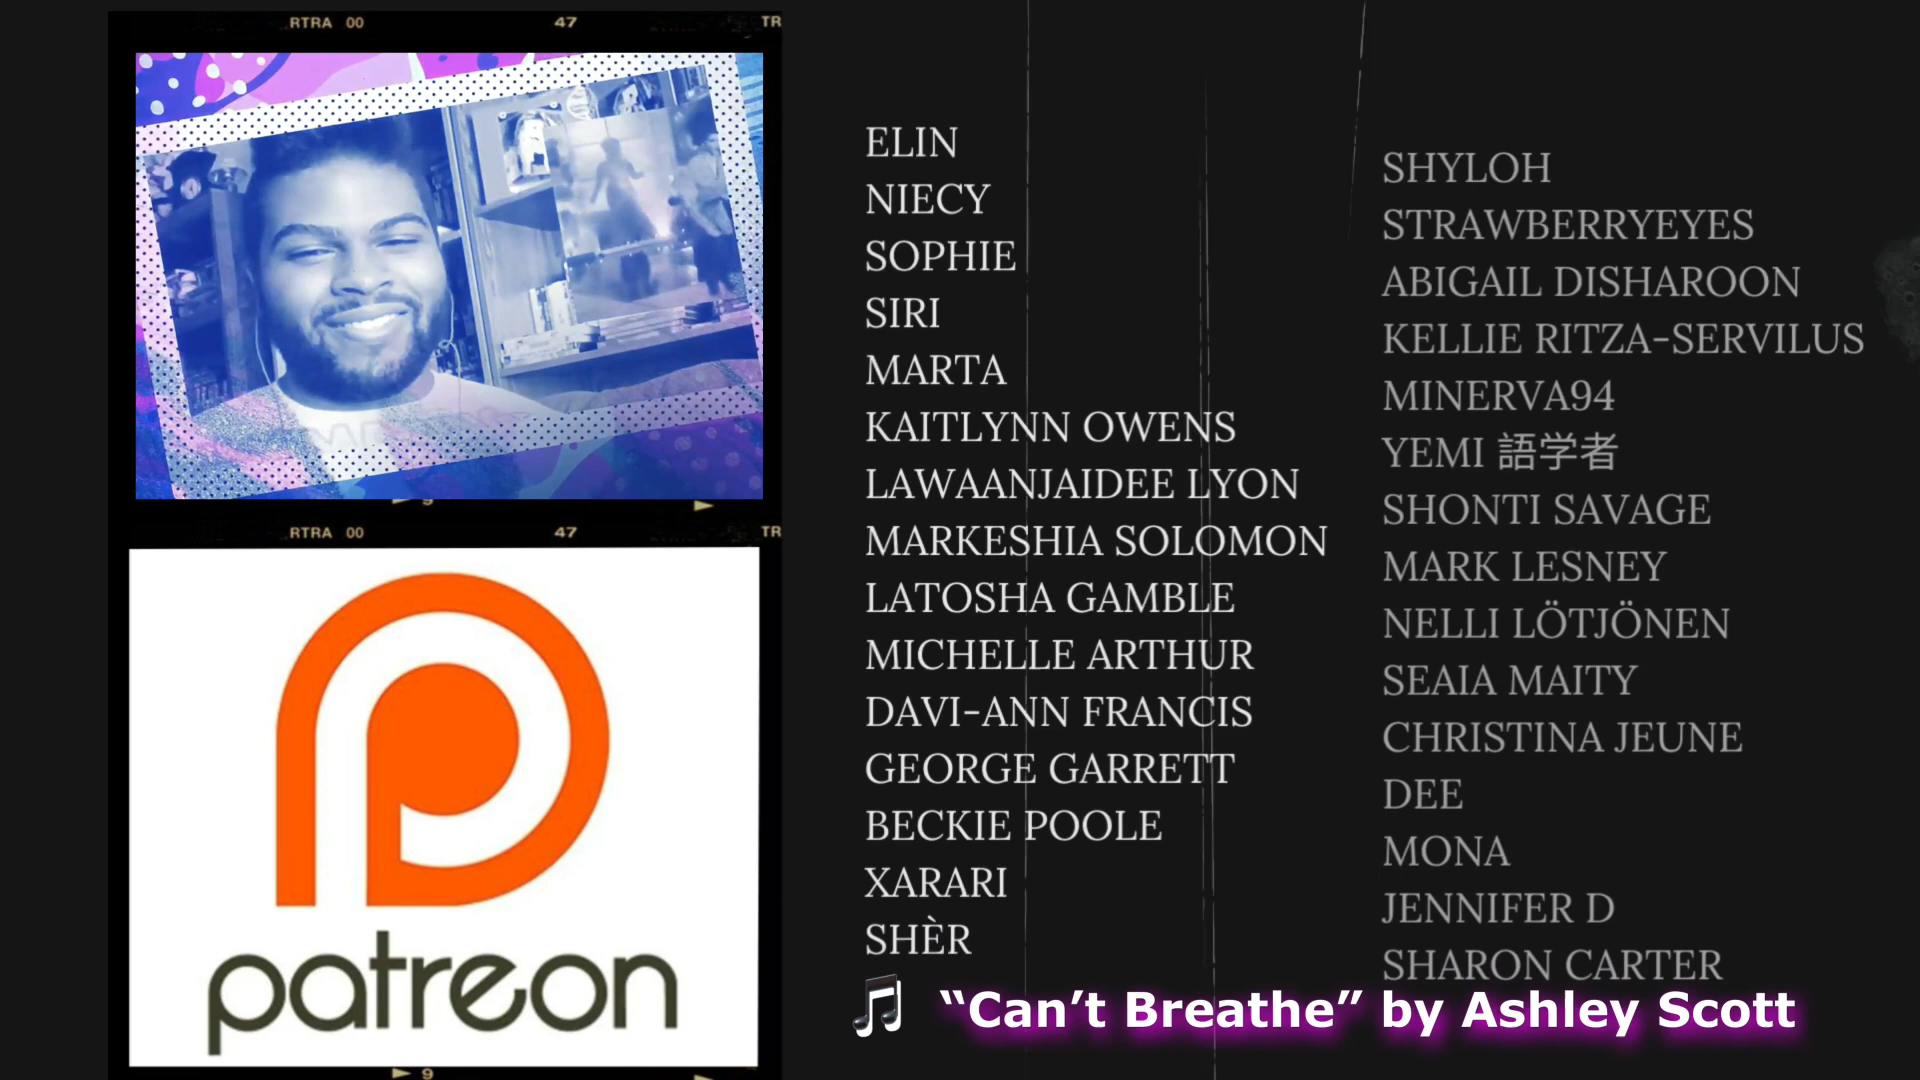 RTRA 00 47 TR
9
RTRA 00 47 TR
patreon
9
ELIN
NIECY
SOPHIE
SIRI
MARTA
KAITLYNN OWENS
LAWAANJAIDEE LYON
MARKESHIA SOLOMON
LATOSHA GAMBLE
MICHELLE ARTHUR
DAVI-ANN FRANCIS
GEORGE GARRETT
BECKIE POOLE
XARARI
SHÈR
SHYLOH
STRAWBERRYEYES
ABIGAIL DISHAROON
KELLIE RITZA-SERVILUS
MINERVA94
YEMI 語学者
SHONTI SAVAGE
MARK LESNEY
NELLI LÖTJÖNEN
SEAIA MAITY
CHRISTINA JEUNE
DEE
MONA
JENNIFER D
SHARON CARTER
“Can’t Breathe” by Ashley Scott